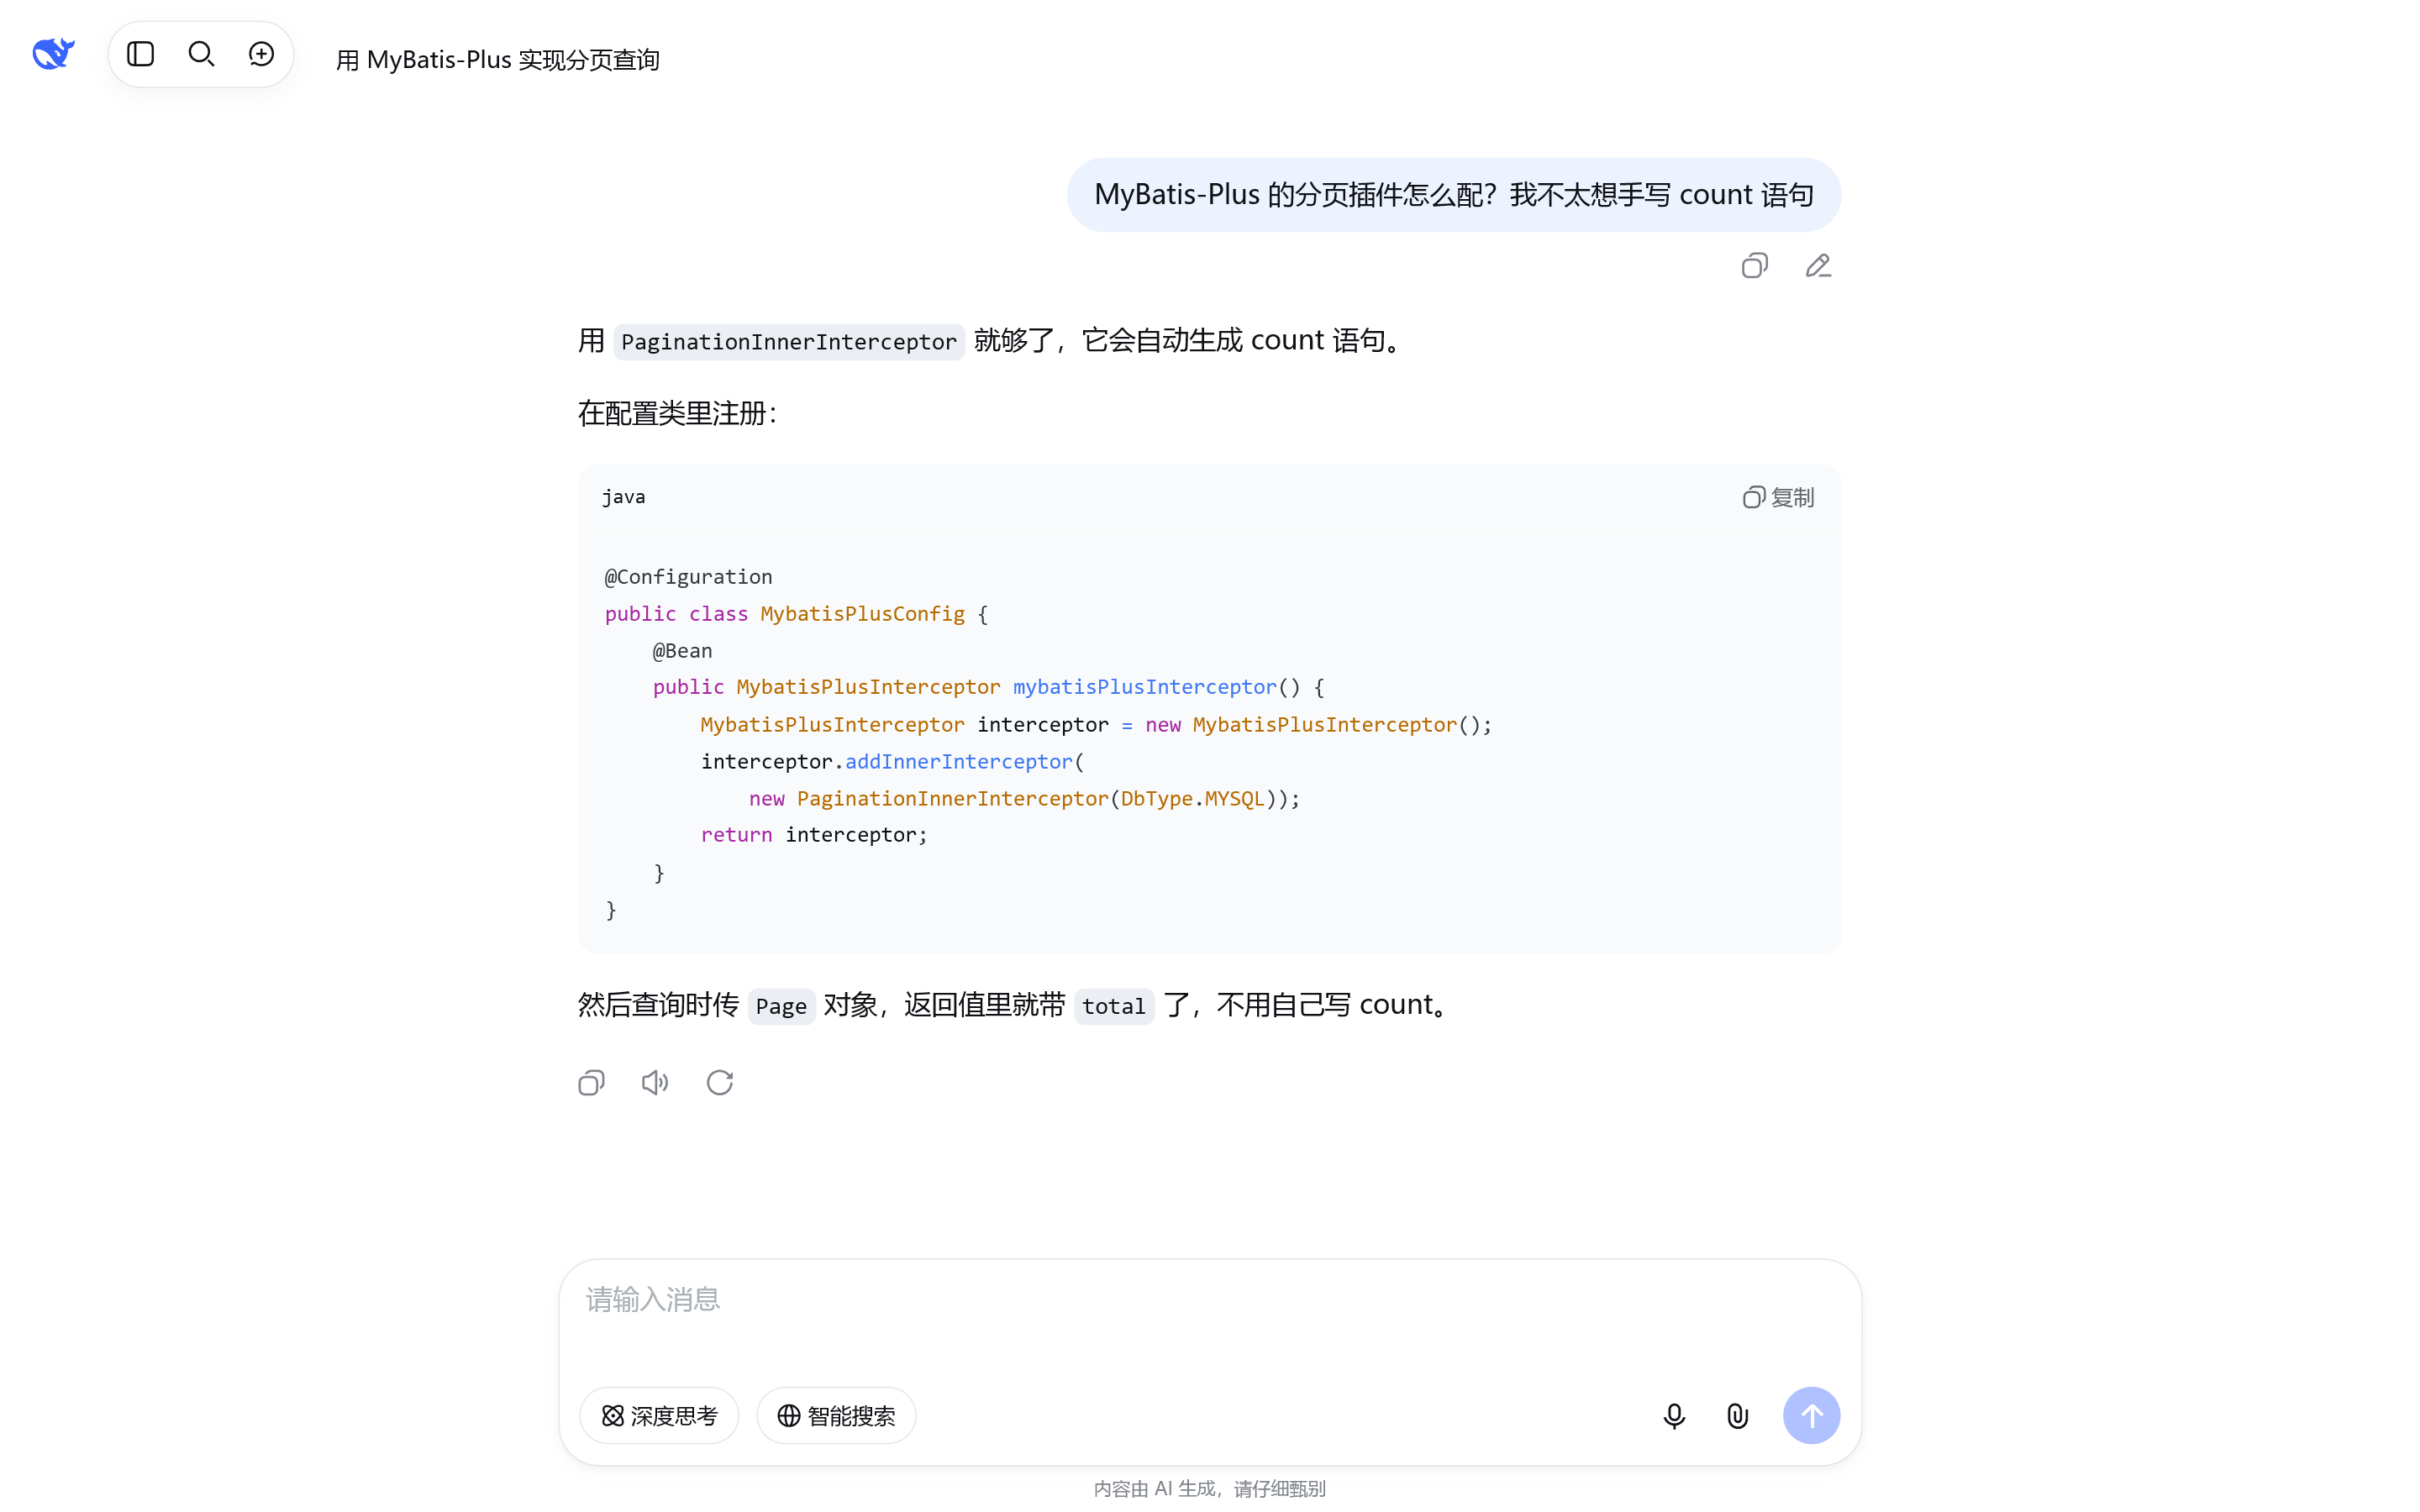 用 MyBatis-Plus 实现分页查询
MyBatis-Plus 的分页插件怎么配？我不太想手写 count 语句
用 PaginationInnerInterceptor 就够了，它会自动生成 count 语句。
在配置类里注册：
java
复制
@Configuration
public class MybatisPlusConfig {
    @Bean
    public MybatisPlusInterceptor mybatisPlusInterceptor() {
        MybatisPlusInterceptor interceptor = new MybatisPlusInterceptor();
        interceptor.addInnerInterceptor(
            new PaginationInnerInterceptor(DbType.MYSQL));
        return interceptor;
    }
}
然后查询时传 Page 对象，返回值里就带 total 了，不用自己写 count。
请输入消息
深度思考
智能搜索
内容由 AI 生成，请仔细甄别